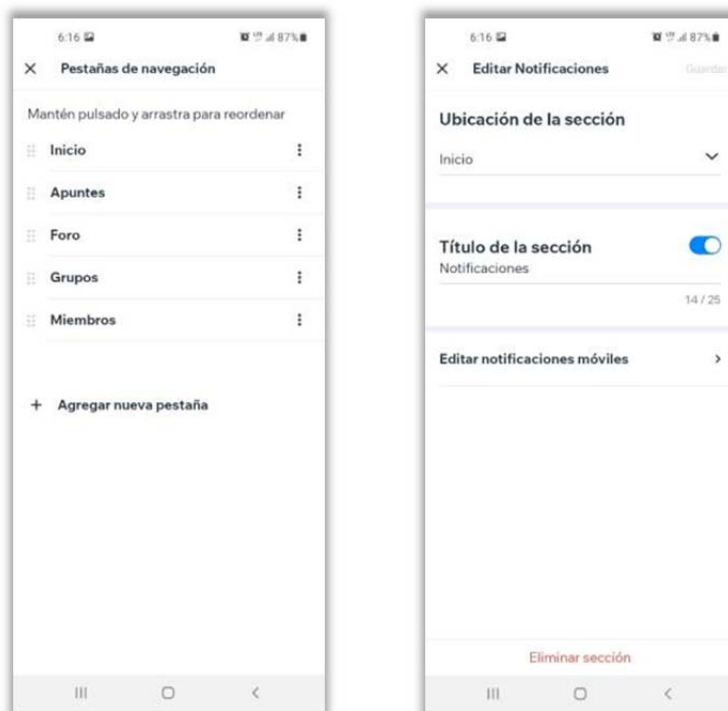 6:16
87%
Pestañas de navegación
Mantén pulsado y arrastra para reordenar
Inicio
Apuntes
Foro
Grupos
Miembros
+ Agregar nueva pestaña
6:16
87%
Editar Notificaciones
Guardar
Ubicación de la sección
Inicio
Título de la sección
Notificaciones
14 / 25
Editar notificaciones móviles
Eliminar sección